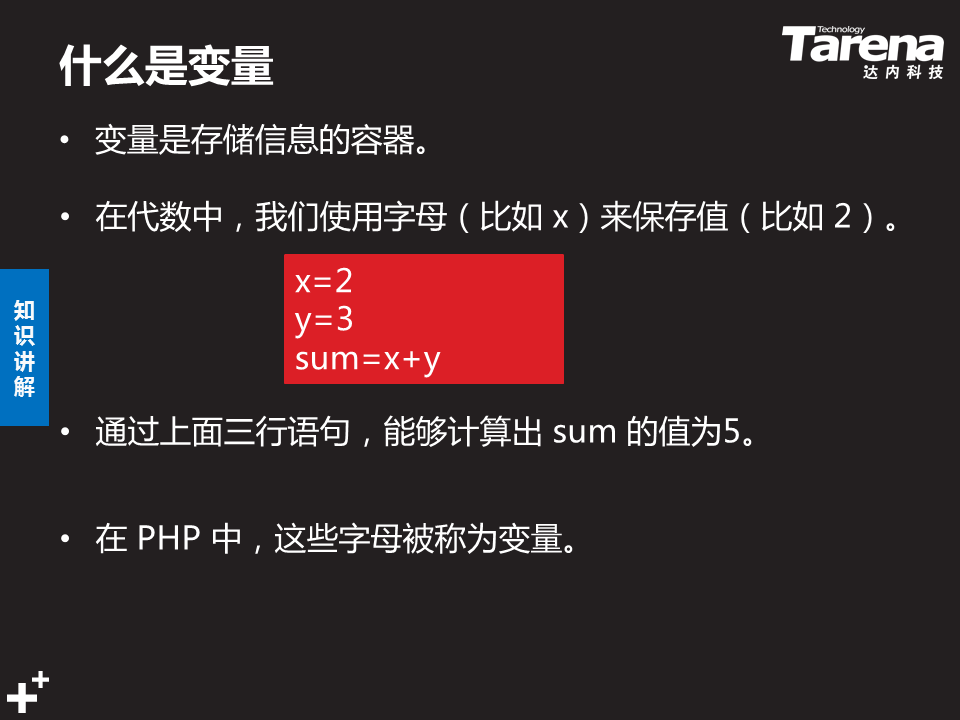 什么是变量
Technology
Tarena
达内科技
• 变量是存储信息的容器。
• 在代数中，我们使用字母（比如 x）来保存值（比如 2）。
x=2
y=3
sum=x+y
知识讲解
• 通过上面三行语句，能够计算出 sum 的值为5。
• 在 PHP 中，这些字母被称为变量。